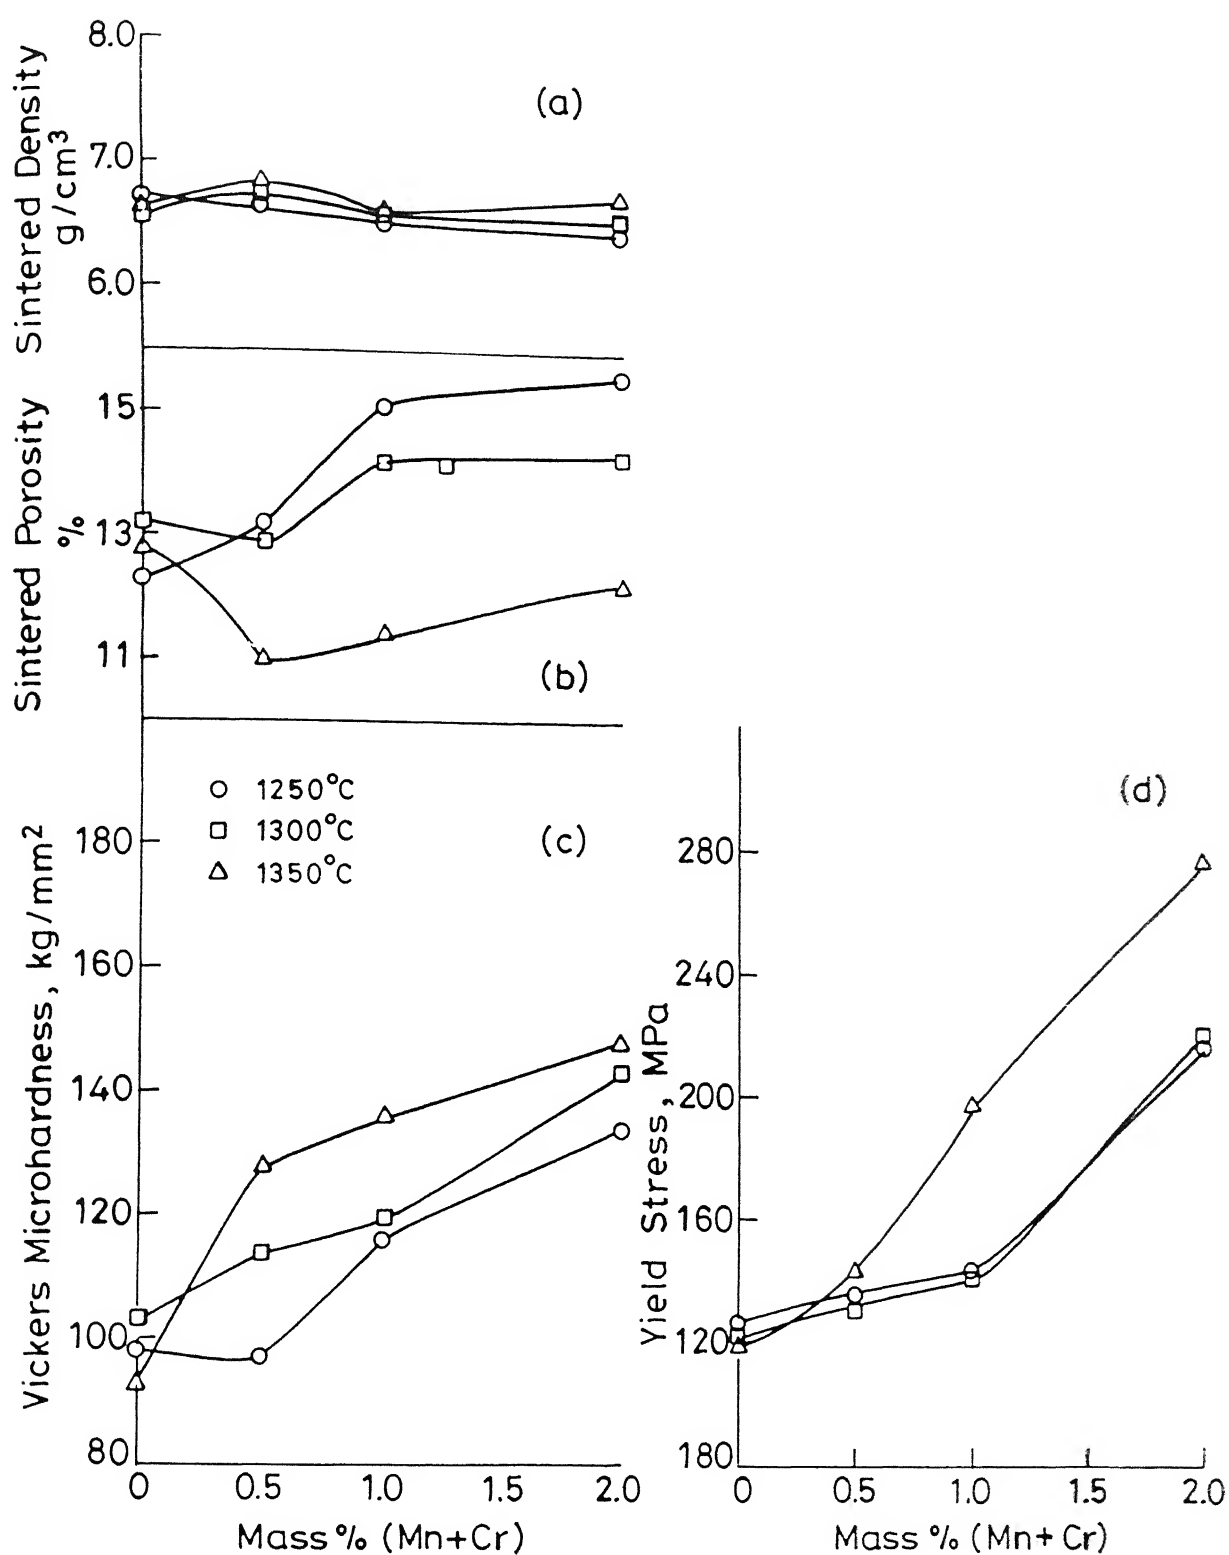 8.0
(a)
7.0
6.0
Sintered Density
g/cm³
15
13
11
Sintered Porosity
%
(b)
○ 1250°C
□ 1300°C
△ 1350°C
(c)
180
160
140
120
100
80
Vickers Microhardness, kg/mm²
0 0.5 1.0 1.5 2.0
Mass % (Mn+Cr)
(d)
280
240
200
160
120
180
Yield Stress, MPa
0 0.5 1.0 1.5 2.0
Mass % (Mn+Cr)